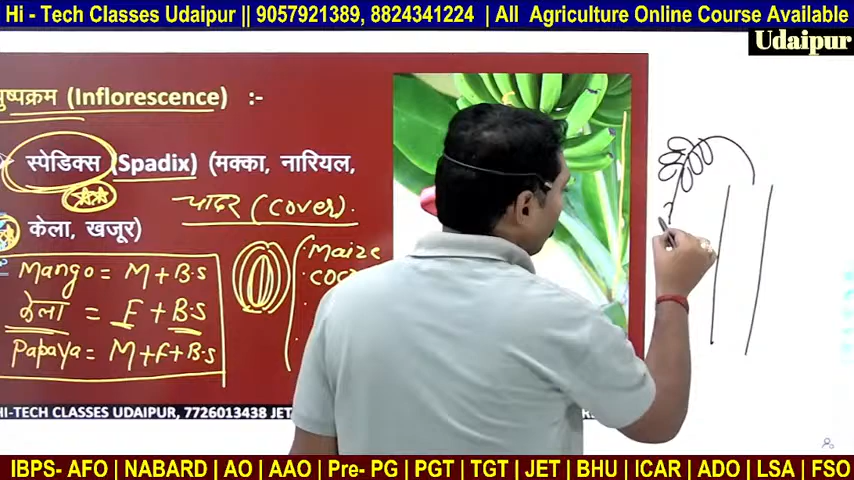 Hi - Tech Classes Udaipur || 9057921389, 8824341224 | All Agriculture Online Course Available
Udaipur
पुष्पक्रम (Inflorescence) :-
स्पेडिक्स (Spadix) (मक्का, नारियल,
केला, खजूर)
चादर (cover).
Mango = M + B.S
केला = F + B.S
Papaya = M+F+B.S
Maize
HI-TECH CLASSES UDAIPUR, 7726013438 JET
IBPS- AFO | NABARD | AO | AAO | Pre- PG | PGT | TGT | JET | BHU | ICAR | ADO | LSA | FSO